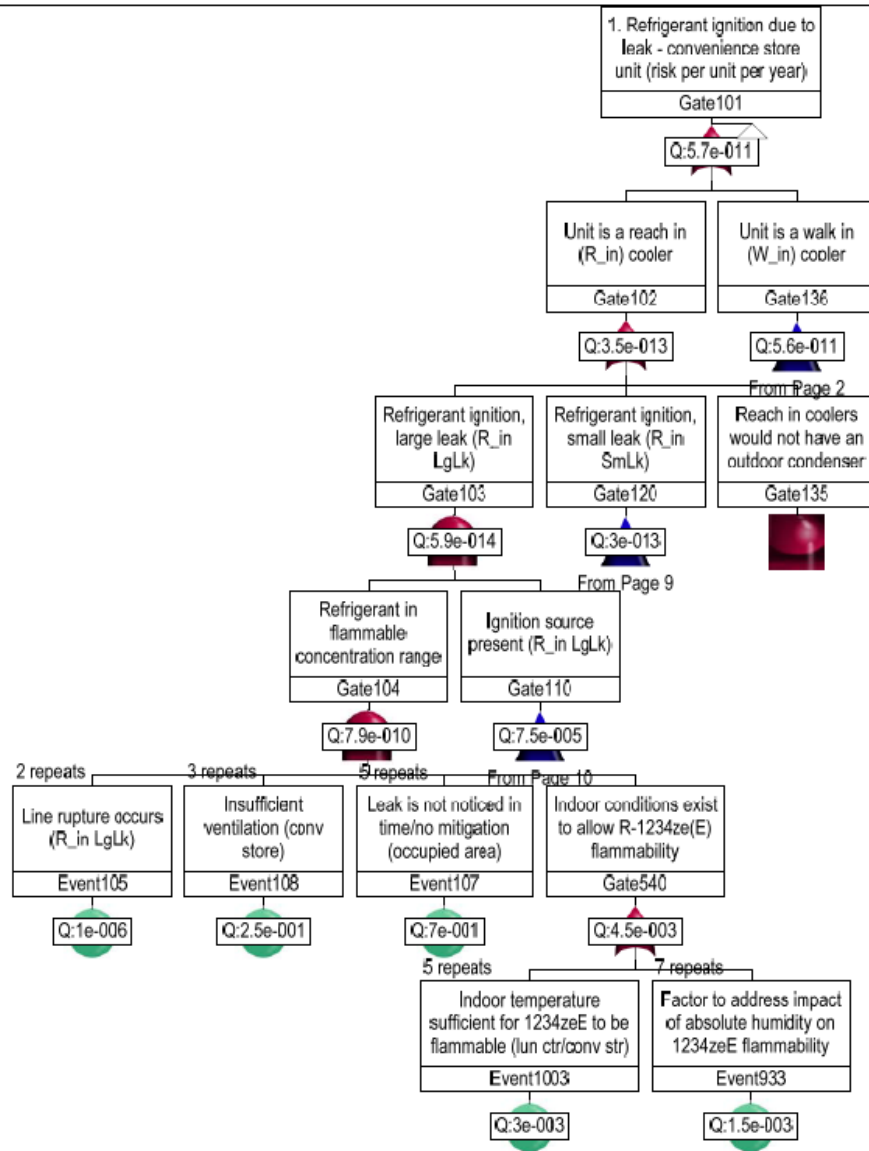 1. Refrigerant ignition due to
leak - convenience store
unit (risk per unit per year)
Gate101
Q:5.7e-011
Unit is a reach in
(R_in) cooler
Gate102
Q:3.5e-013
Unit is a walk in
(W_in) cooler
Gate136
Q:5.6e-011
From Page 2
Refrigerant ignition,
large leak (R_in
LgLk)
Gate103
Q:5.9e-014
Refrigerant ignition,
small leak (R_in
SmLk)
Gate120
Q:3e-013
From Page 9
Reach in coolers
would not have an
outdoor condenser
Gate135
Refrigerant in
flammable
concentration range
Gate104
Q:7.9e-010
Ignition source
present (R_in LgLk)
Gate110
Q:7.5e-005
From Page 10
2 repeats
Line rupture occurs
(R_in LgLk)
Event105
Q:1e-006
3 repeats
Insufficient
ventilation (conv
store)
Event108
Q:2.5e-001
5 repeats
Leak is not noticed in
time/no mitigation
(occupied area)
Event107
Q:7e-001
Indoor conditions exist
to allow R-1234ze(E)
flammability
Gate540
Q:4.5e-003
5 repeats
Indoor temperature
sufficient for 1234zeE to be
flammable (lun ctr/conv str)
Event1003
Q:3e-003
7 repeats
Factor to address impact
of absolute humidity on
1234zeE flammability
Event933
Q:1.5e-003